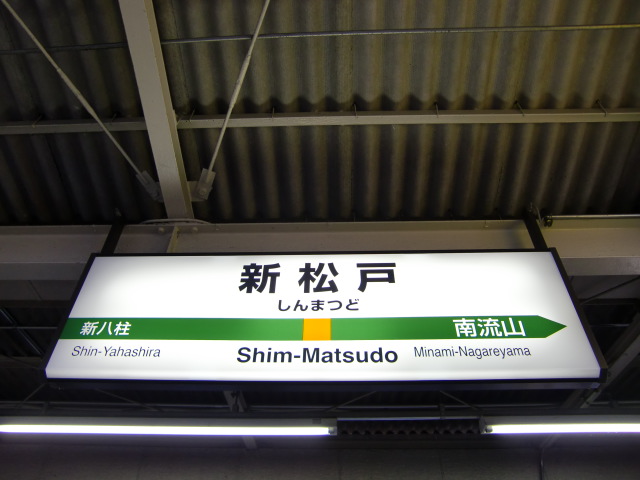 新松戸
しんまつど
新八柱 南流山
Shin-Yahashira Shim-Matsudo Minami-Nagareyama